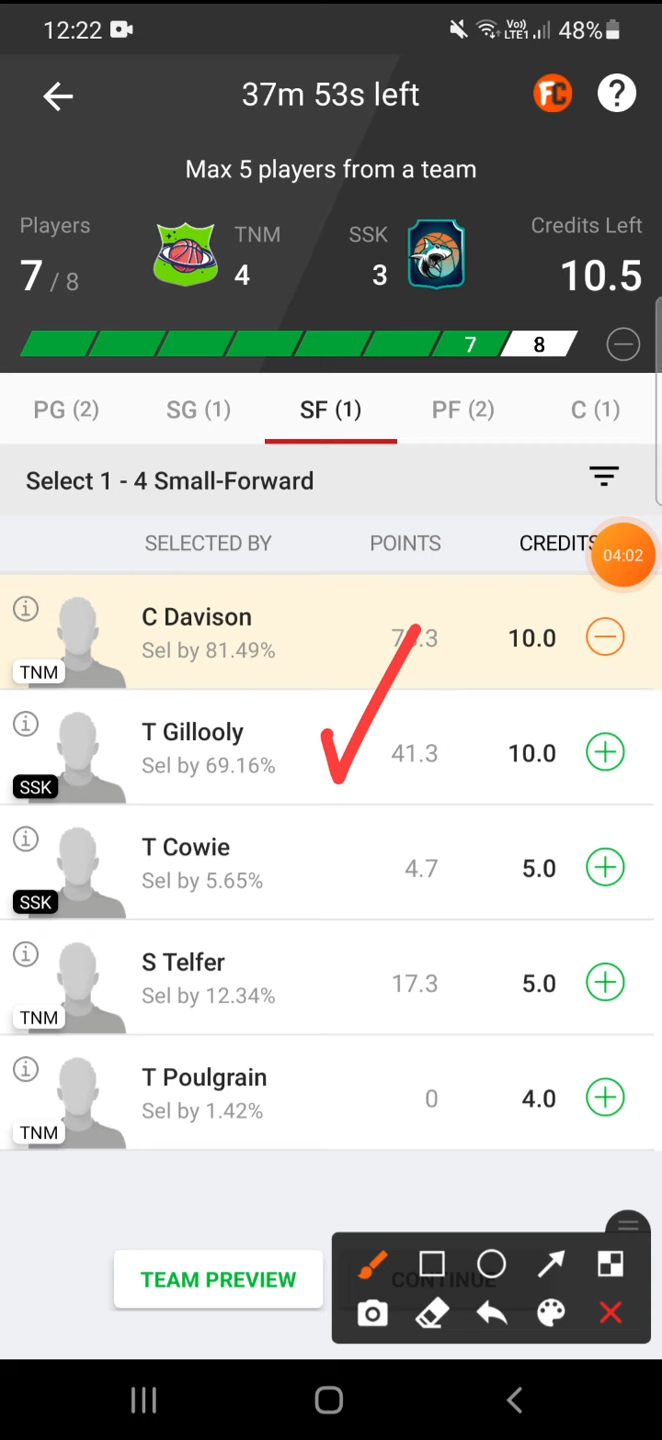 12:22
Vo))
LTE1
48%
37m 53s left
FC
?
Max 5 players from a team
Players
7 / 8
TNM
4
SSK
3
Credits Left
10.5
7
8
PG (2)
SG (1)
SF (1)
PF (2)
C (1)
Select 1 - 4 Small-Forward
SELECTED BY
POINTS
CREDITS
04:02
C Davison
Sel by 81.49%
10.0
TNM
T Gillooly
Sel by 69.16%
41.3
10.0
SSK
T Cowie
Sel by 5.65%
4.7
5.0
SSK
S Telfer
Sel by 12.34%
17.3
5.0
TNM
T Poulgrain
Sel by 1.42%
0
4.0
TNM
TEAM PREVIEW
CONTINUE